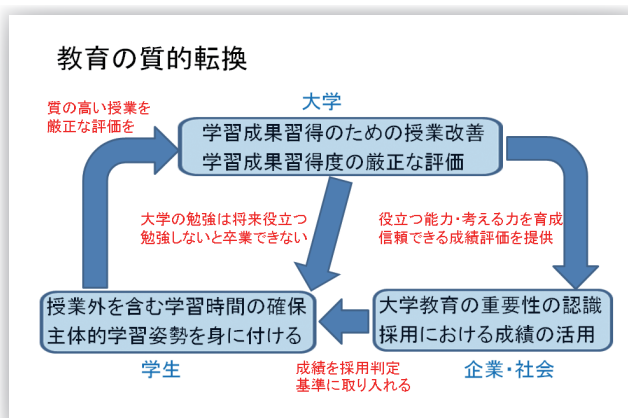 教育の質的転換
大学
質の高い授業を
厳正な評価を
学習成果習得のための授業改善
学習成果習得度の厳正な評価
大学の勉強は将来役立つ
勉強しないと卒業できない
役立つ能力・考える力を育成
信頼できる成績評価を提供
授業外を含む学習時間の確保
主体的学習姿勢を身に付ける
大学教育の重要性の認識
採用における成績の活用
学生
成績を採用判定
基準に取り入れる
企業・社会